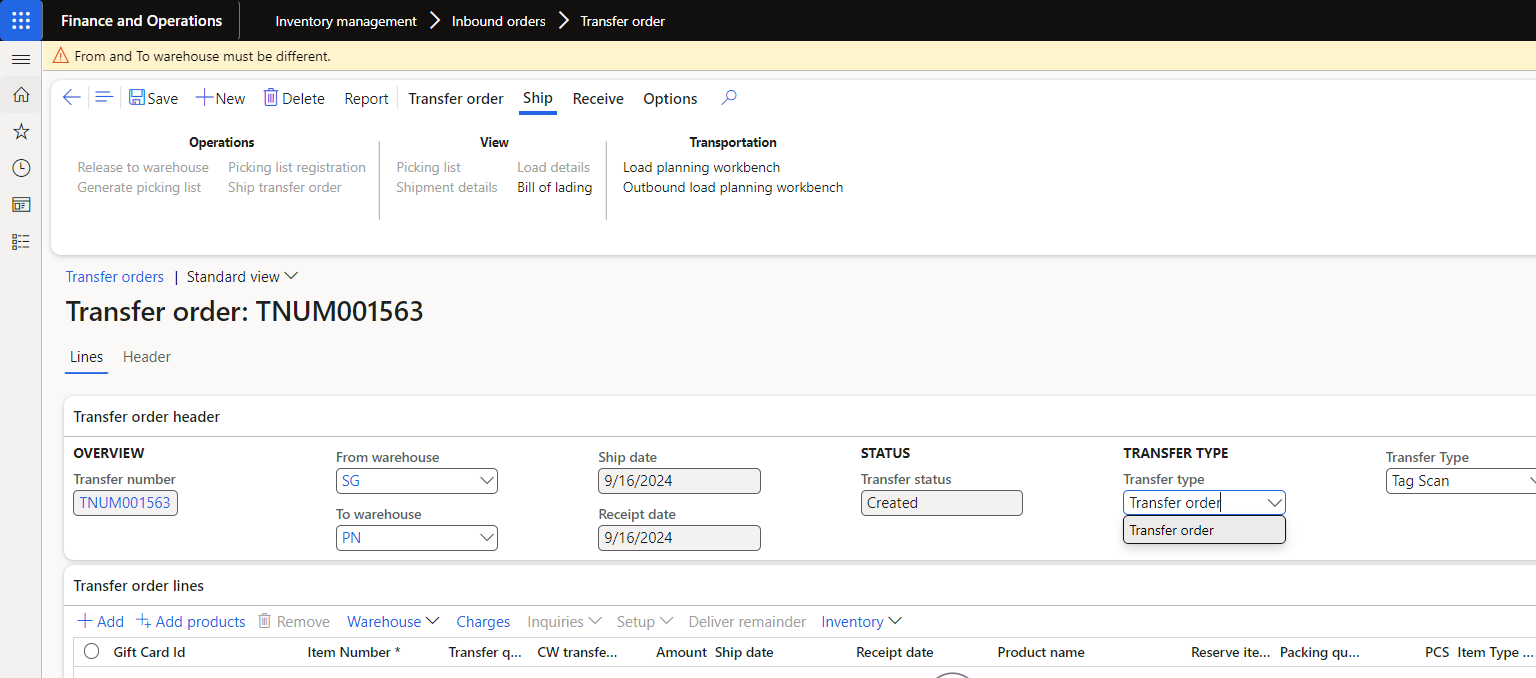 Finance and Operations
Inventory management Inbound orders Transfer order
From and To warehouse must be different.
Save New Delete Report Transfer order Ship Receive Options
Operations View Transportation
Release to warehouse Picking list registration Picking list Load details Load planning workbench
Generate picking list Ship transfer order Shipment details Bill of lading Outbound load planning workbench
Transfer orders | Standard view
Transfer order: TNUM001563
Lines Header
Transfer order header
OVERVIEW
Transfer number
TNUM001563
From warehouse
SG
To warehouse
PN
Ship date
9/16/2024
Receipt date
9/16/2024
STATUS
Transfer status
Created
TRANSFER TYPE
Transfer type
Transfer order
Transfer order
Transfer Type
Tag Scan
Transfer order lines
Add Add products Remove Warehouse Charges Inquiries Setup Deliver remainder Inventory
Gift Card Id Item Number * Transfer q... CW transfe... Amount Ship date Receipt date Product name Reserve ite... Packing qu... PCS Item Type ...